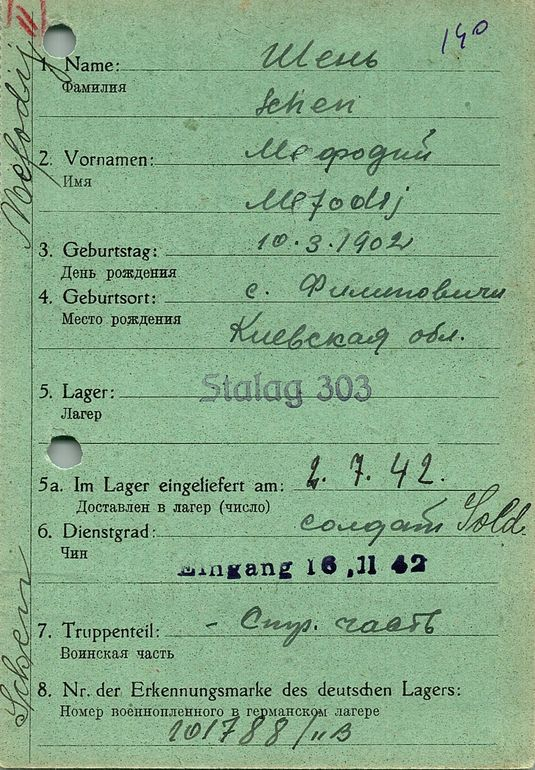 140
1. Name: Шень
Фамилия
Schen
2. Vornamen: Мефодий
Имя
Mefodij
3. Geburtstag: 10.3.1902
День рождения
4. Geburtsort: с. Филиповичи
Место рождения
Киевская обл.
5. Lager: Stalag 303
Лагер
5a. Im Lager eingeliefert am: 2. 7. 42.
Доставлен в лагер (число)
6. Dienstgrad: солдат Sold.
Чин
Eingang 16.11 42
7. Truppenteil: - Стр. часть
Воинская часть
8. Nr. der Erkennungsmarke des deutschen Lagers:
Номер военнопленного в германском лагере
101788/IIB
Schen Mefodij